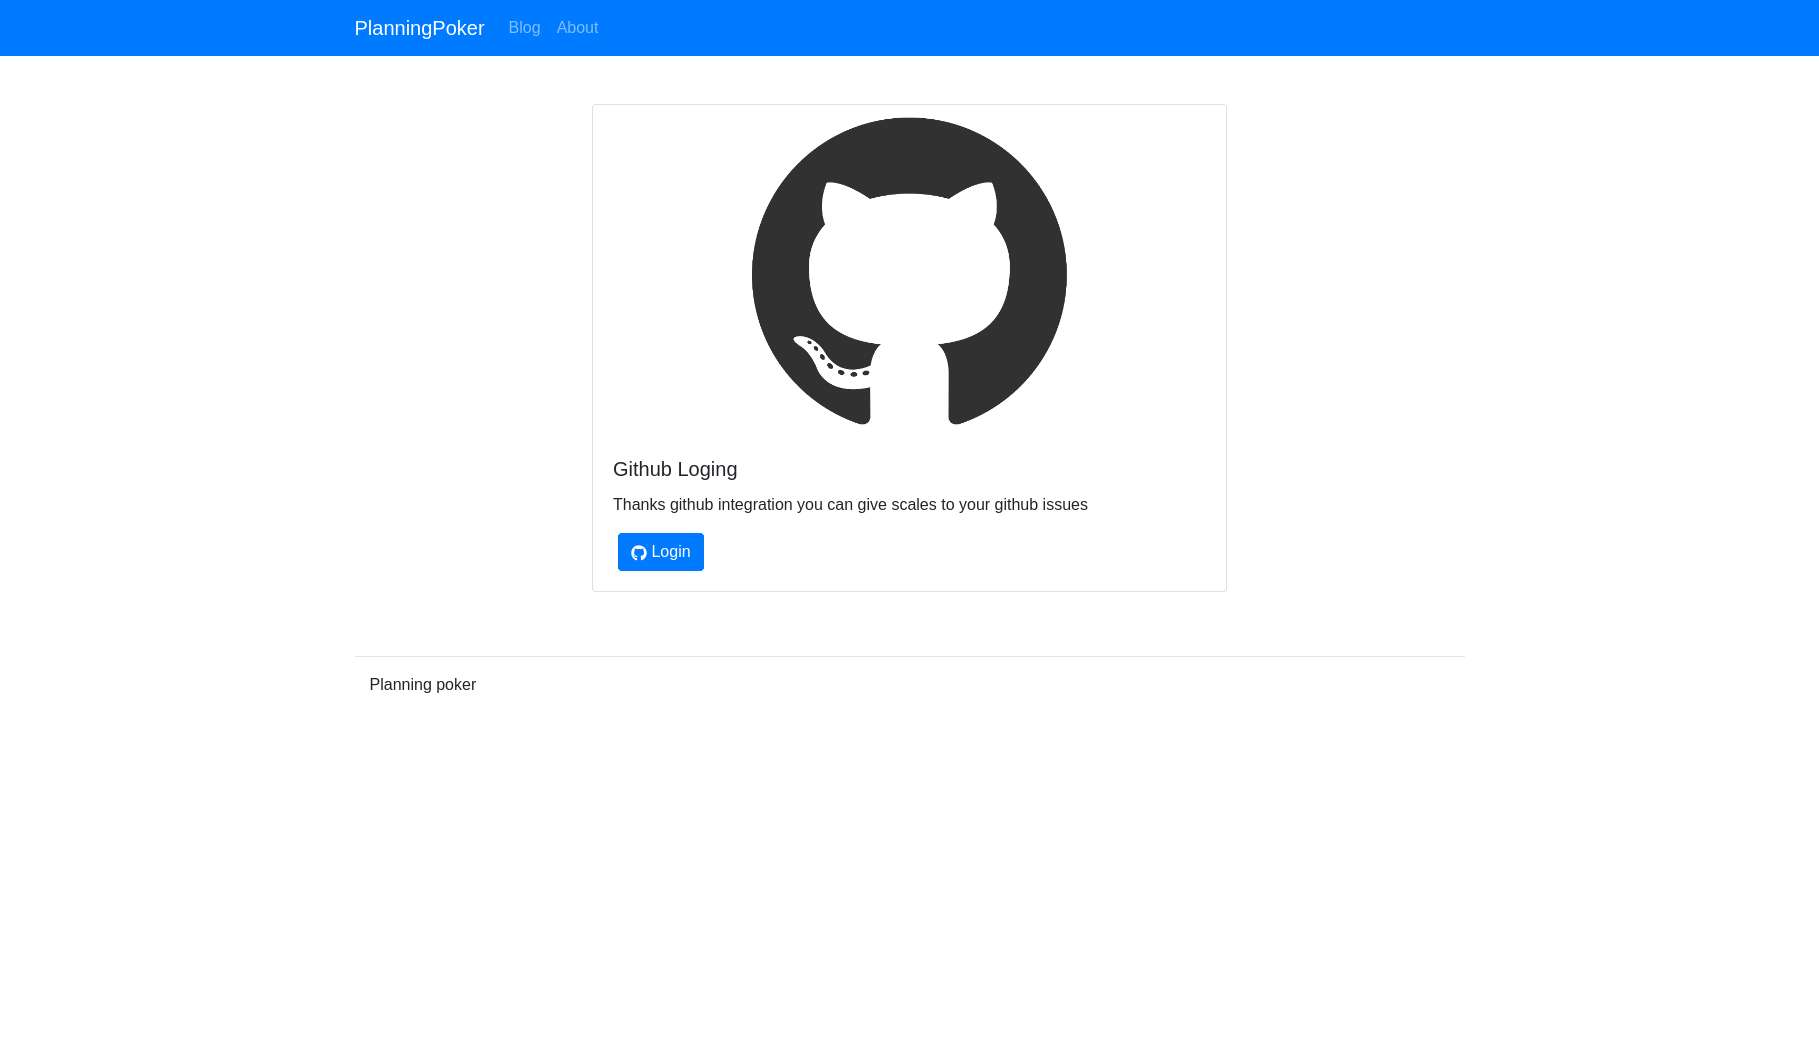 PlanningPoker Blog About
Github Loging
Thanks github integration you can give scales to your github issues
Login
Planning poker